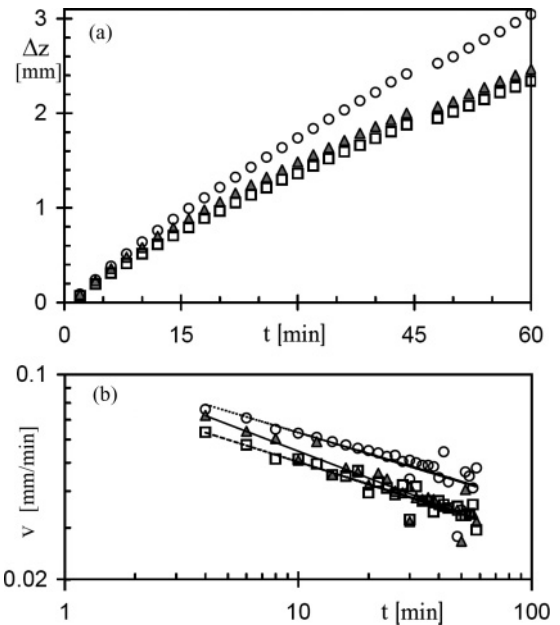 3
(a)
Δz
[mm]
2
1
0
0 15 30 45 60
t [min]
0.1
(b)
v [mm/min]
0.02
1 10 100
t [min]